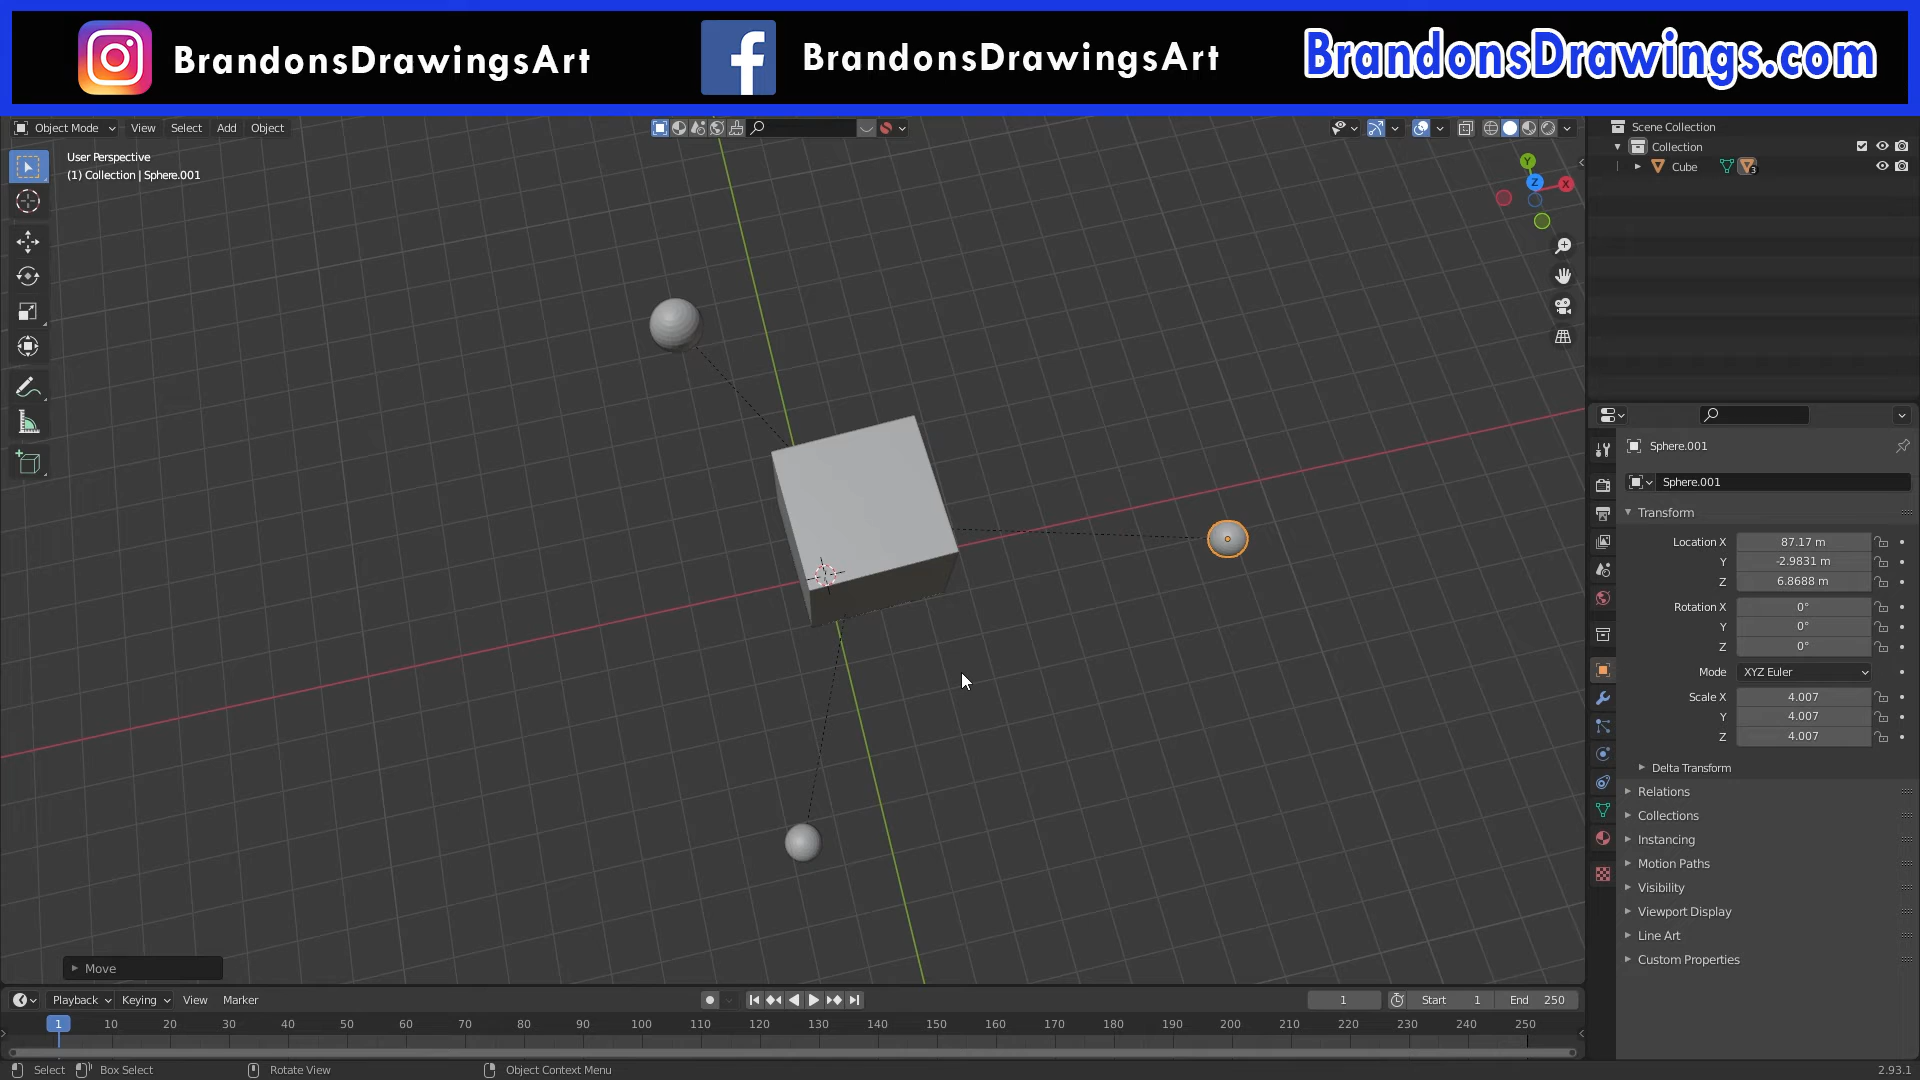 BrandonsDrawingsArt
BrandonsDrawingsArt
BrandonsDrawings.com
Object Mode View Select Add Object
User Perspective
(1) Collection | Sphere.001
Y
Z
X
Scene Collection
Collection
Cube 3
Sphere.001
Sphere.001
Transform
Location X 87.17 m
Y -2.9831 m
Z 6.8688 m
Rotation X 0°
Y 0°
Z 0°
Mode XYZ Euler
Scale X 4.007
Y 4.007
Z 4.007
Delta Transform
Relations
Collections
Instancing
Motion Paths
Visibility
Viewport Display
Line Art
Custom Properties
Move
Playback Keying View Marker 1 Start 1 End 250
1 10 20 30 40 50 60 70 80 90 100 110 120 130 140 150 160 170 180 190 200 210 220 230 240 250
Select Box Select Rotate View Object Context Menu 2.93.1